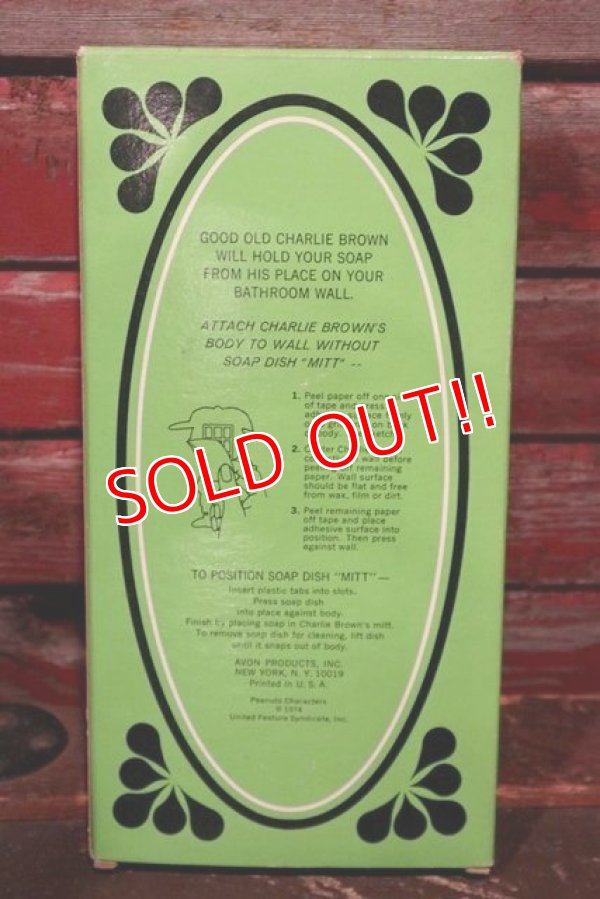 GOOD OLD CHARLIE BROWN
WILL HOLD YOUR SOAP
FROM HIS PLACE ON YOUR
BATHROOM WALL.
ATTACH CHARLIE BROWN'S
BODY TO WALL WITHOUT
SOAP DISH "MITT" --
1. Peel paper off
of tape and
body.
SOLD OUT!!
2.
before
remaining
paper. Wall surface
should be flat and free
from wax, film or dirt.
3. Peel remaining paper
off tape and place
adhesive surface into
position. Then press
against wall.
TO POSITION SOAP DISH "MITT"—
Insert plastic tabs into slots.
Press soap dish
into place against body.
Finish by placing soap in Charlie Brown's mitt.
To remove soap dish for cleaning, lift dish
until it snaps out of body.
AVON PRODUCTS, INC.
NEW YORK, N. Y. 10019
Printed in U. S. A.
Peanuts Characters
© 1974
United Feature Syndicate, Inc.